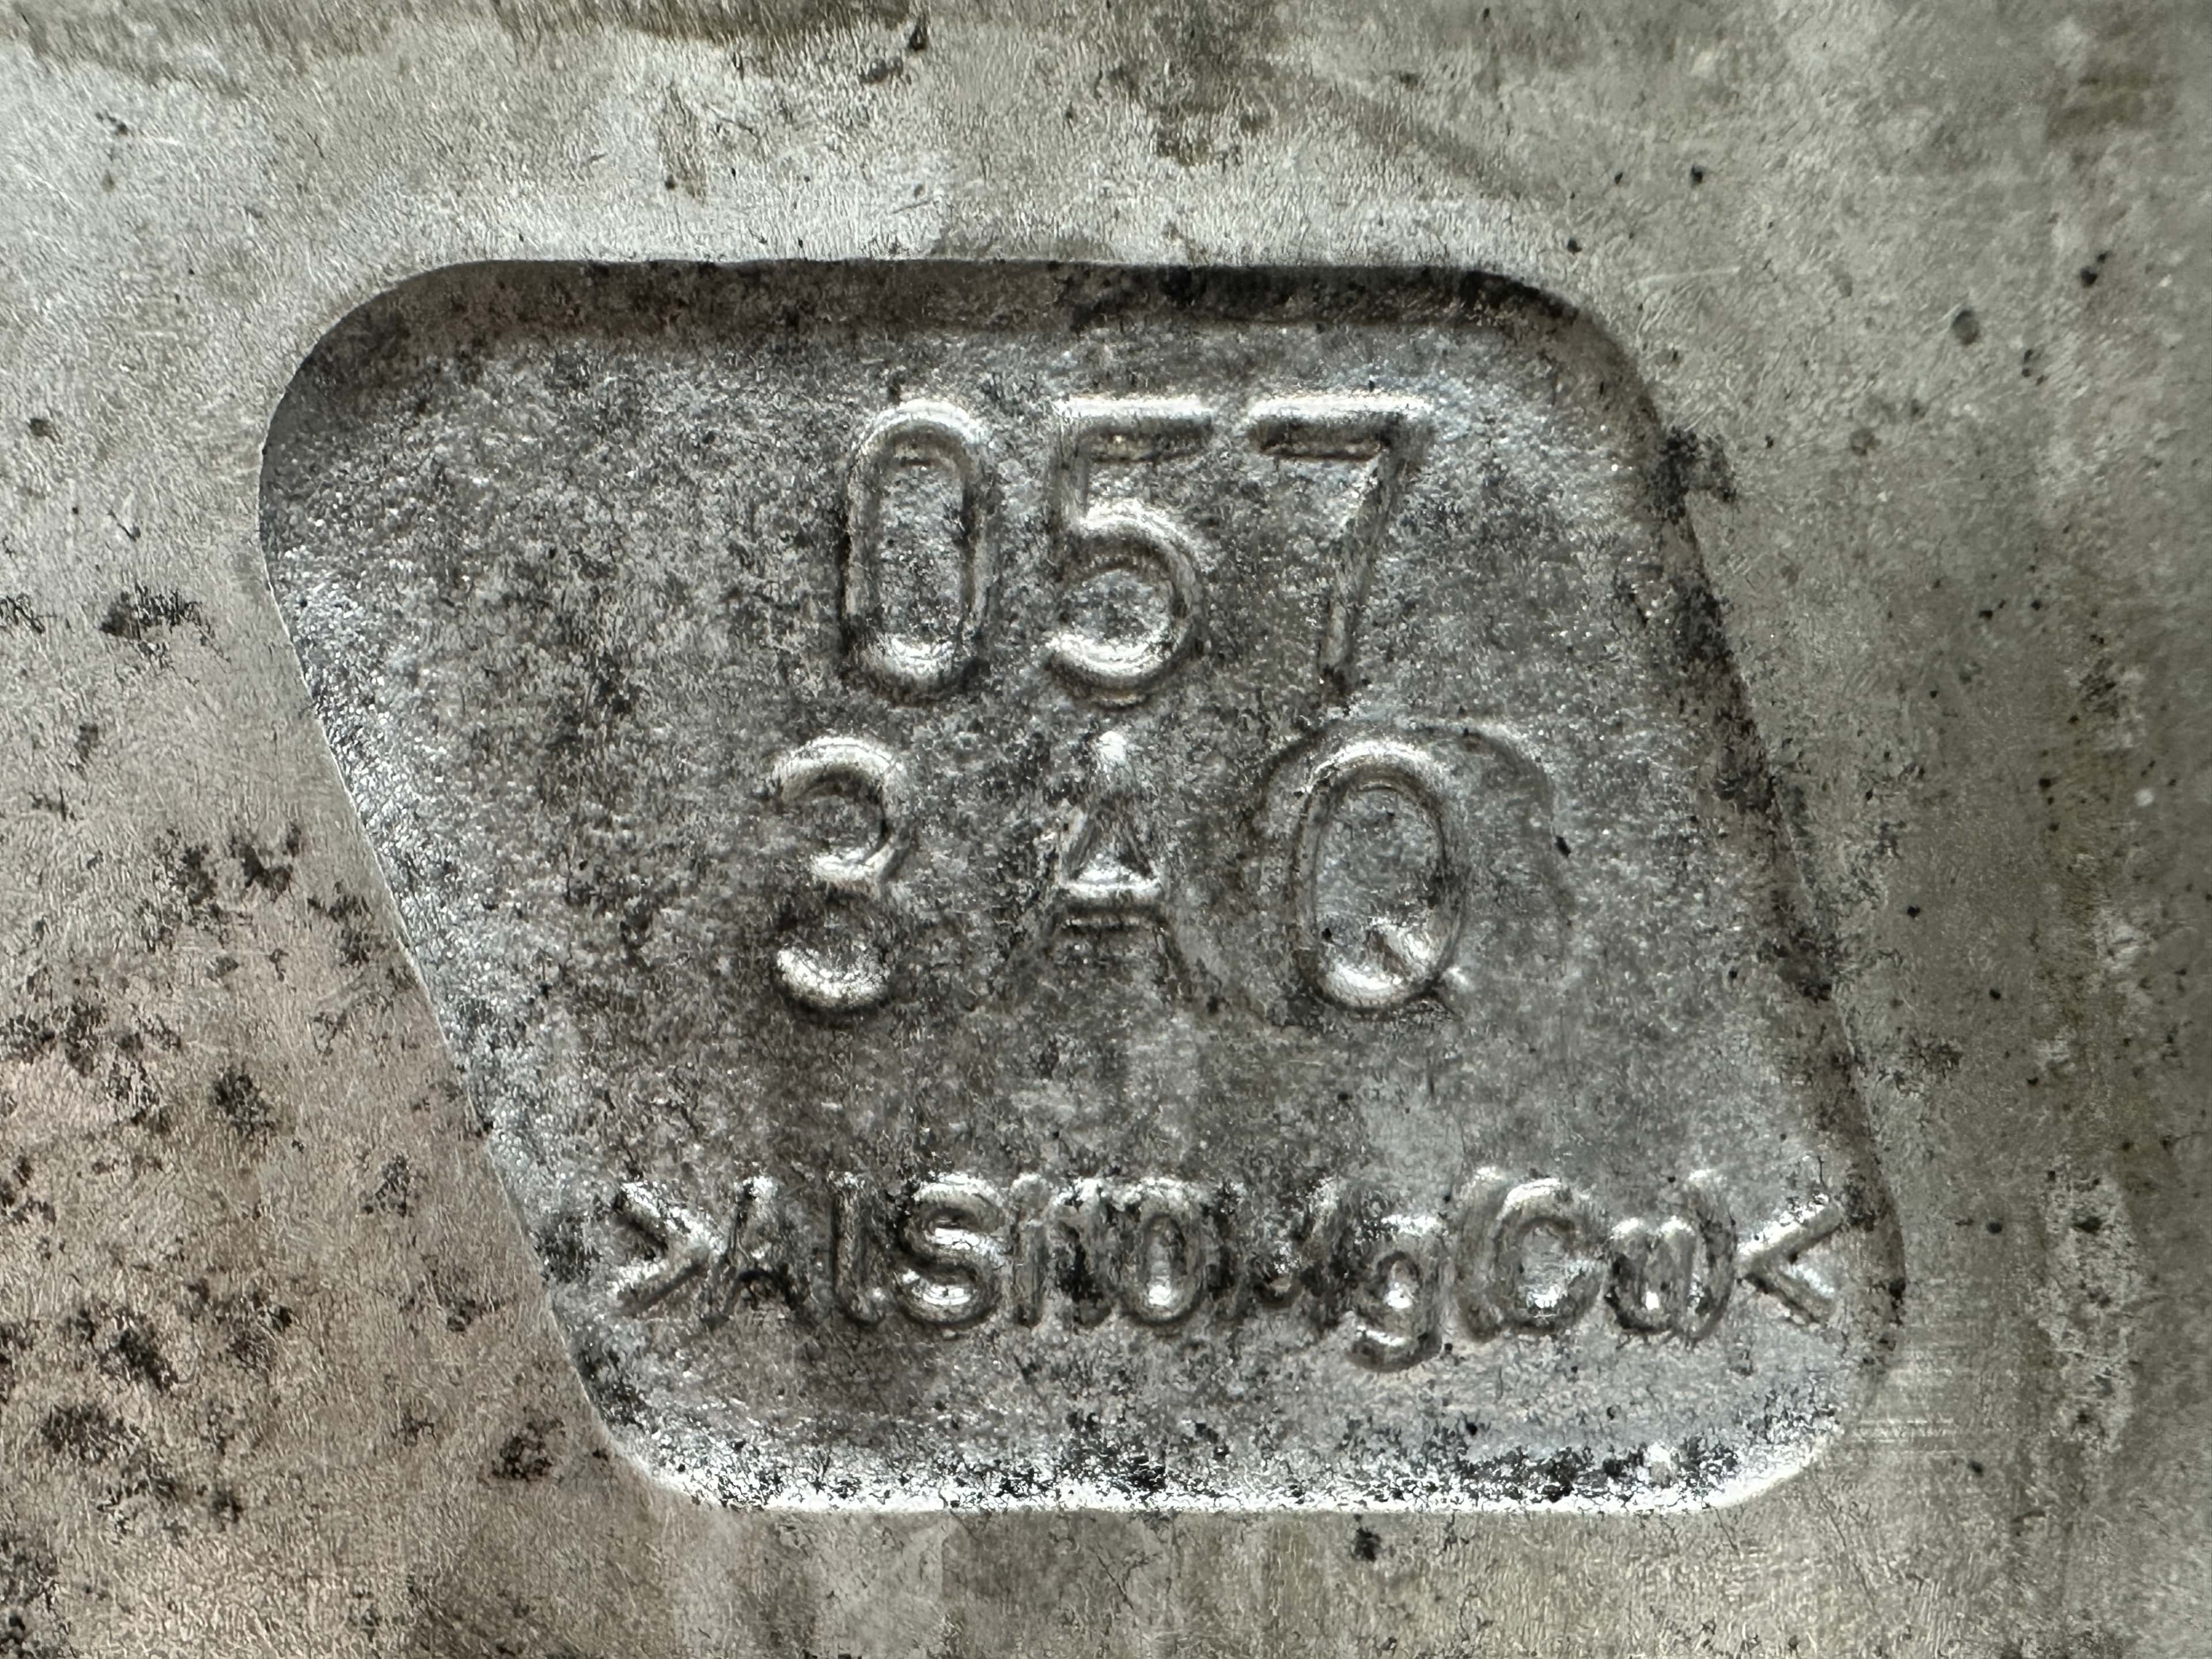 057
3 A Q
>AlSi10Mg(Cu)<